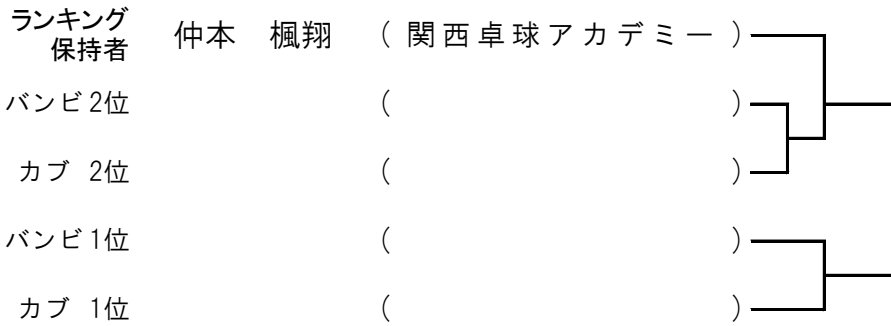 ランキング
保持者 仲本 楓翔 (関西卓球アカデミー)
バンビ2位 ( )
カブ 2位 ( )
バンビ1位 ( )
カブ 1位 ( )